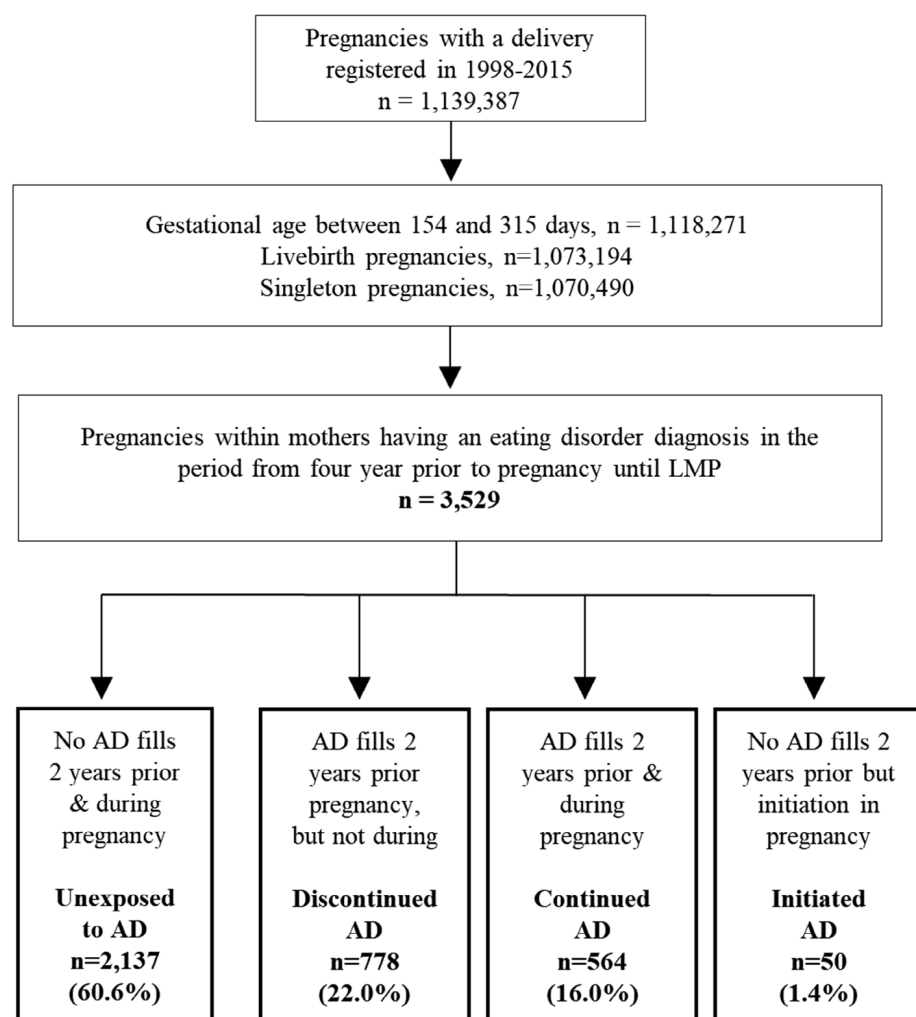 Pregnancies with a delivery
registered in 1998-2015
n = 1,139,387
Gestational age between 154 and 315 days, n = 1,118,271
Livebirth pregnancies, n=1,073,194
Singleton pregnancies, n=1,070,490
Pregnancies within mothers having an eating disorder diagnosis in the
period from four year prior to pregnancy until LMP
n = 3,529
No AD fills
2 years prior
& during
pregnancy
Unexposed
to AD
n=2,137
(60.6%)
AD fills 2
years prior
pregnancy,
but not during
Discontinued
AD
n=778
(22.0%)
AD fills 2
years prior &
during
pregnancy
Continued
AD
n=564
(16.0%)
No AD fills 2
years prior but
initiation in
pregnancy
Initiated
AD
n=50
(1.4%)